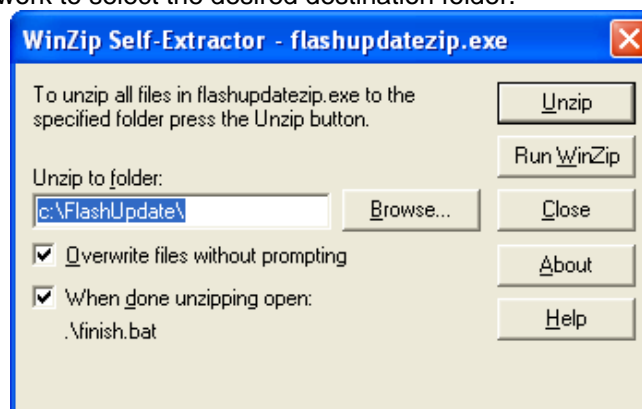 work to select the desired destination folder.
WinZip Self-Extractor - flashupdatezip.exe
To unzip all files in flashupdatezip.exe to the
specified folder press the Unzip button.
Unzip
Run WinZip
Unzip to folder:
c:\FlashUpdate\
Browse...
Close
Overwrite files without prompting
About
When done unzipping open:
.\finish.bat
Help